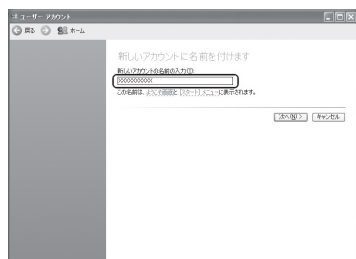 ユーザー アカウント
戻る ホーム
新しいアカウントに名前を付けます
新しいアカウントの名前の入力(T):
XXXXXXXXXXX
この名前は、ようこそ画面と [スタート] メニューに表示されます。
次へ(N) > キャンセル